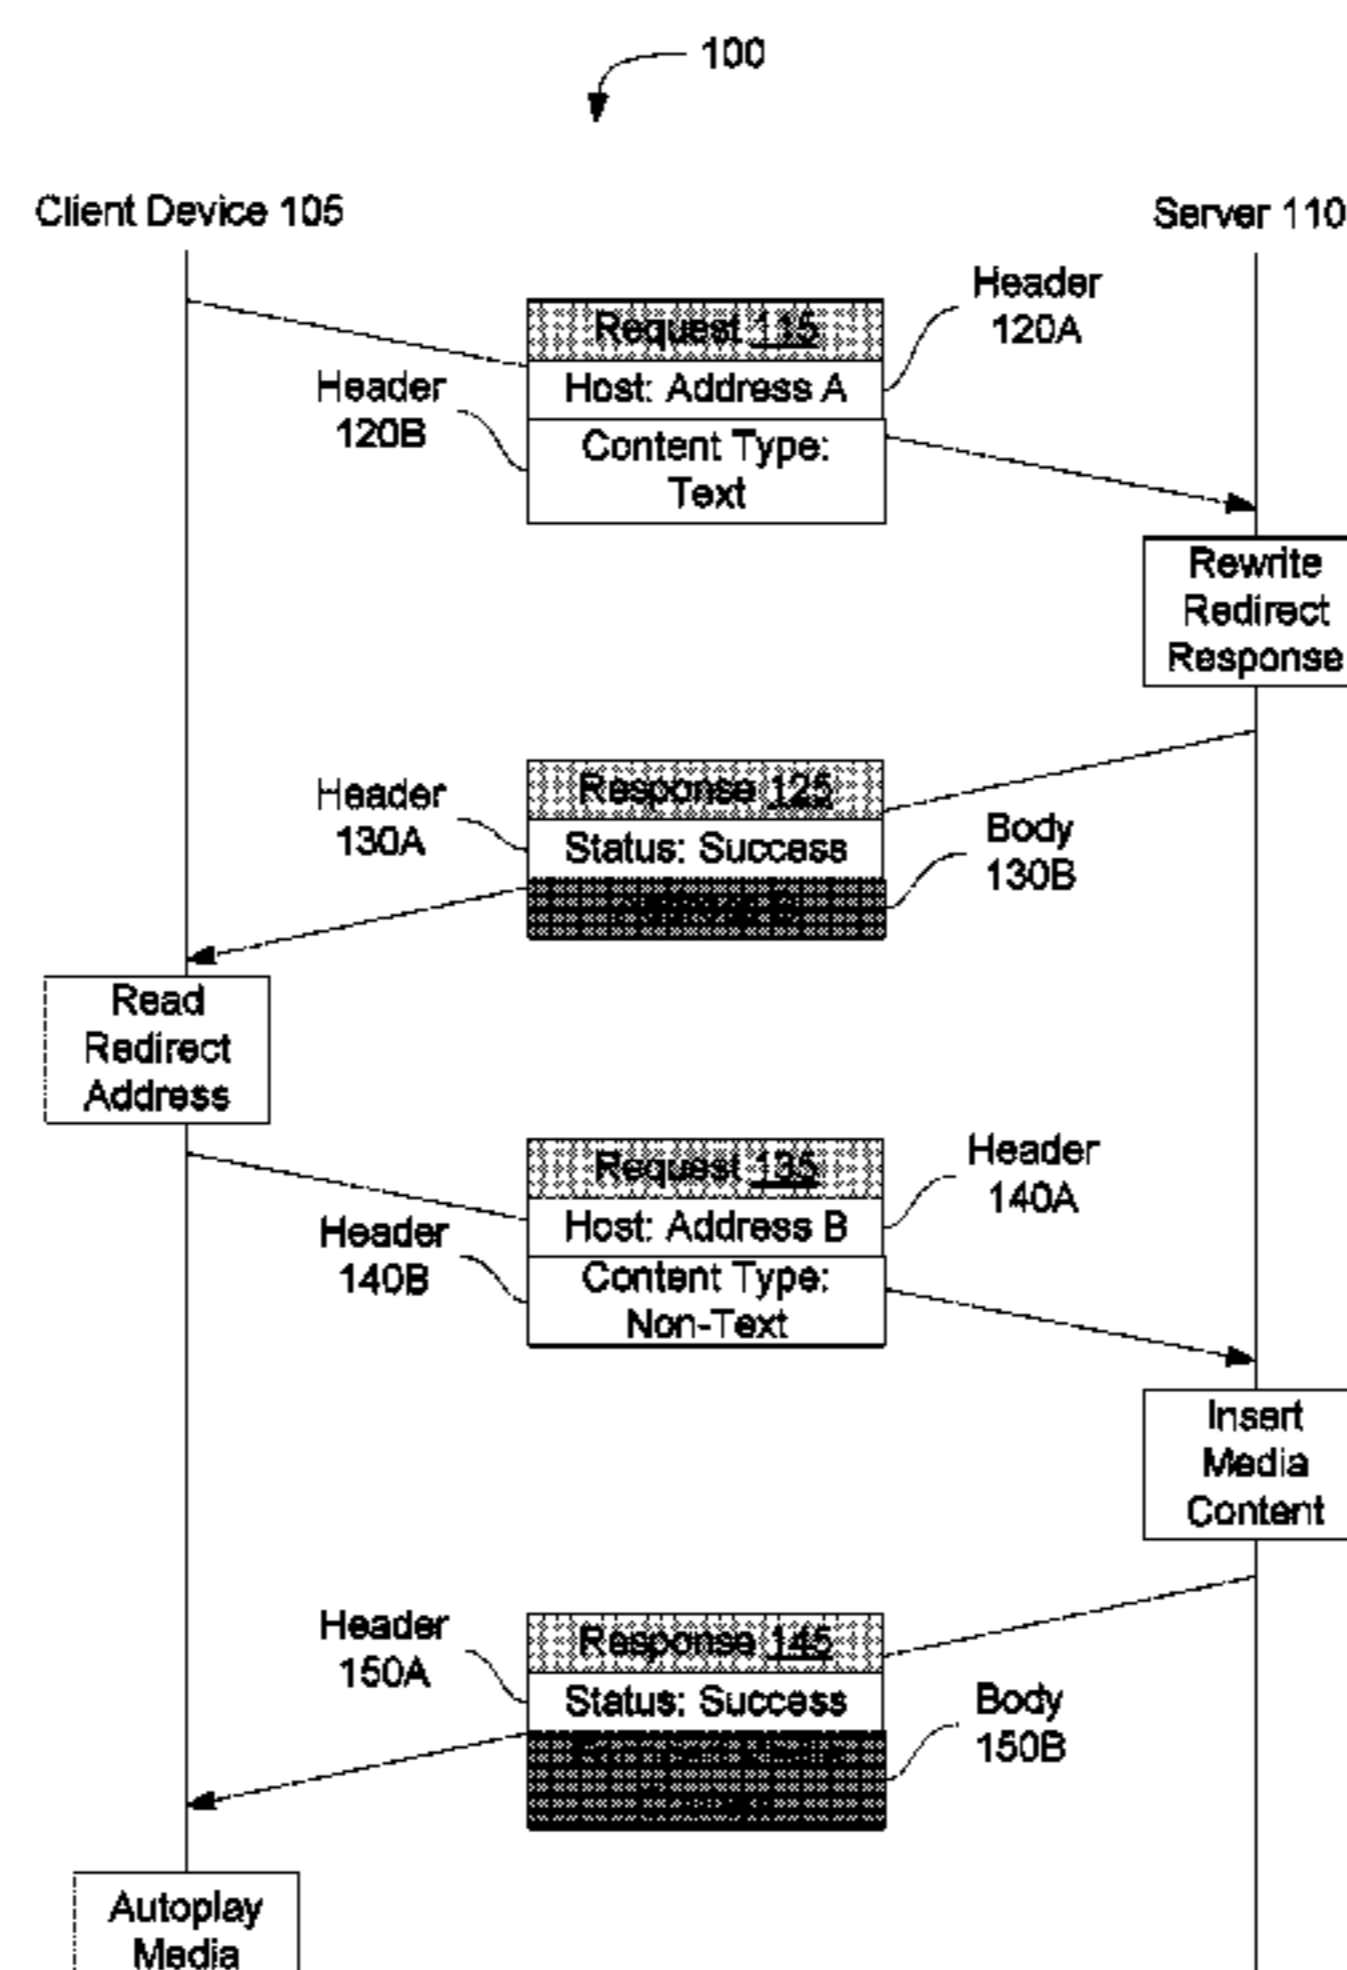 100
Client Device 105
Server 110
Header
120A
Request 115
Host: Address A
Header
120B
Content Type:
Text
Rewrite
Redirect
Response
Header
130A
Response 125
Status: Success
Body
130B
Read
Redirect
Address
Request 135
Header
140A
Host: Address B
Header
140B
Content Type:
Non-Text
Insert
Media
Content
Header
150A
Response 145
Status: Success
Body
150B
Autoplay
Media